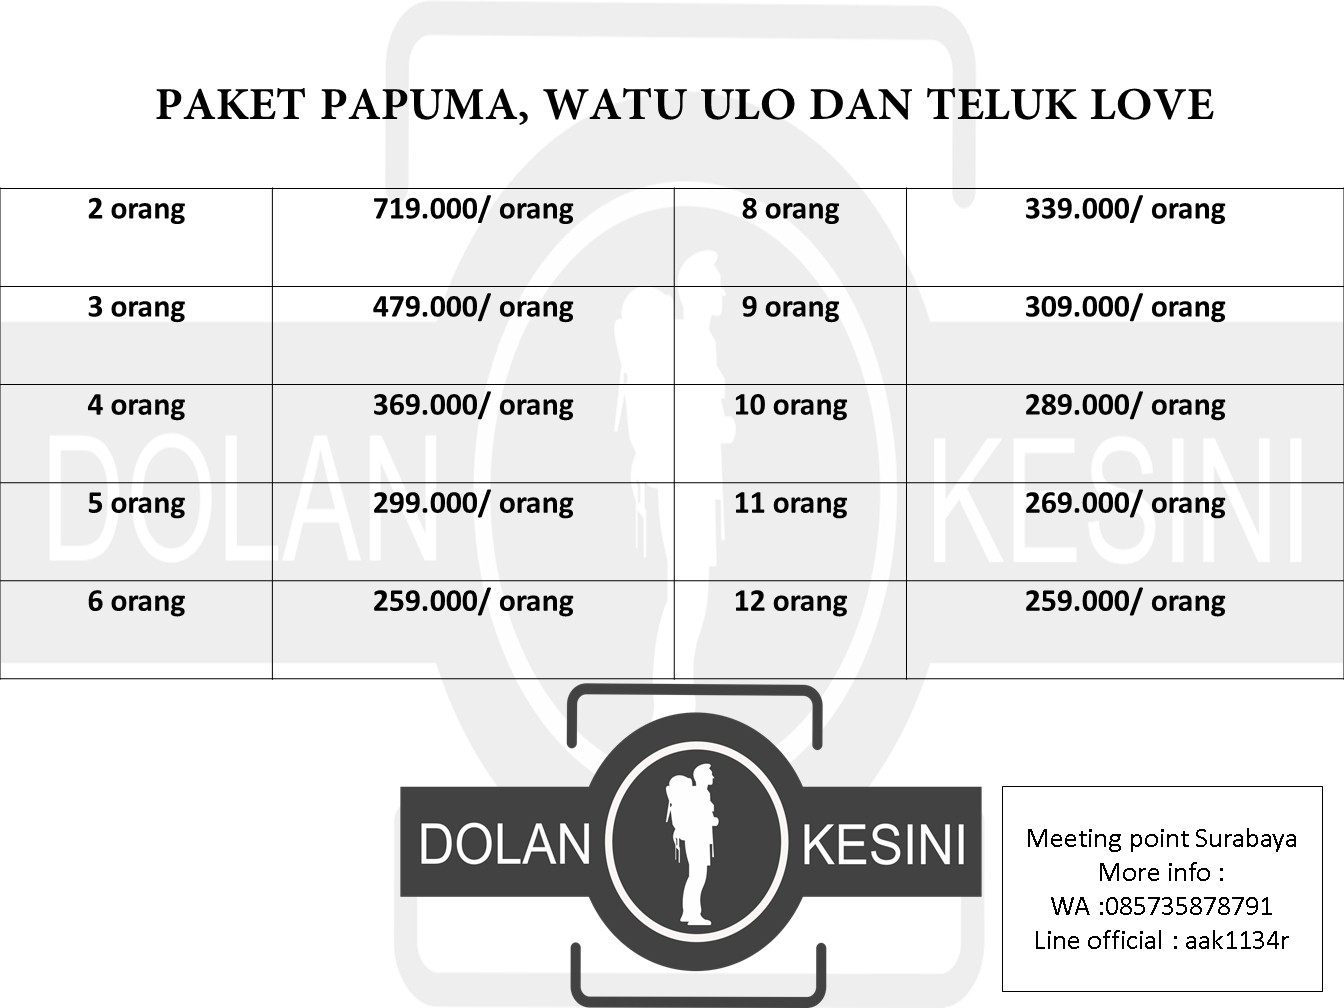 PAKET PAPUMA, WATU ULO DAN TELUK LOVE
2 orang 719.000/ orang 8 orang 339.000/ orang
3 orang 479.000/ orang 9 orang 309.000/ orang
4 orang 369.000/ orang 10 orang 289.000/ orang
5 orang 299.000/ orang 11 orang 269.000/ orang
6 orang 259.000/ orang 12 orang 259.000/ orang
DOLAN KESINI
DOLAN KESINI
Meeting point Surabaya
More info :
WA :085735878791
Line official : aak1134r